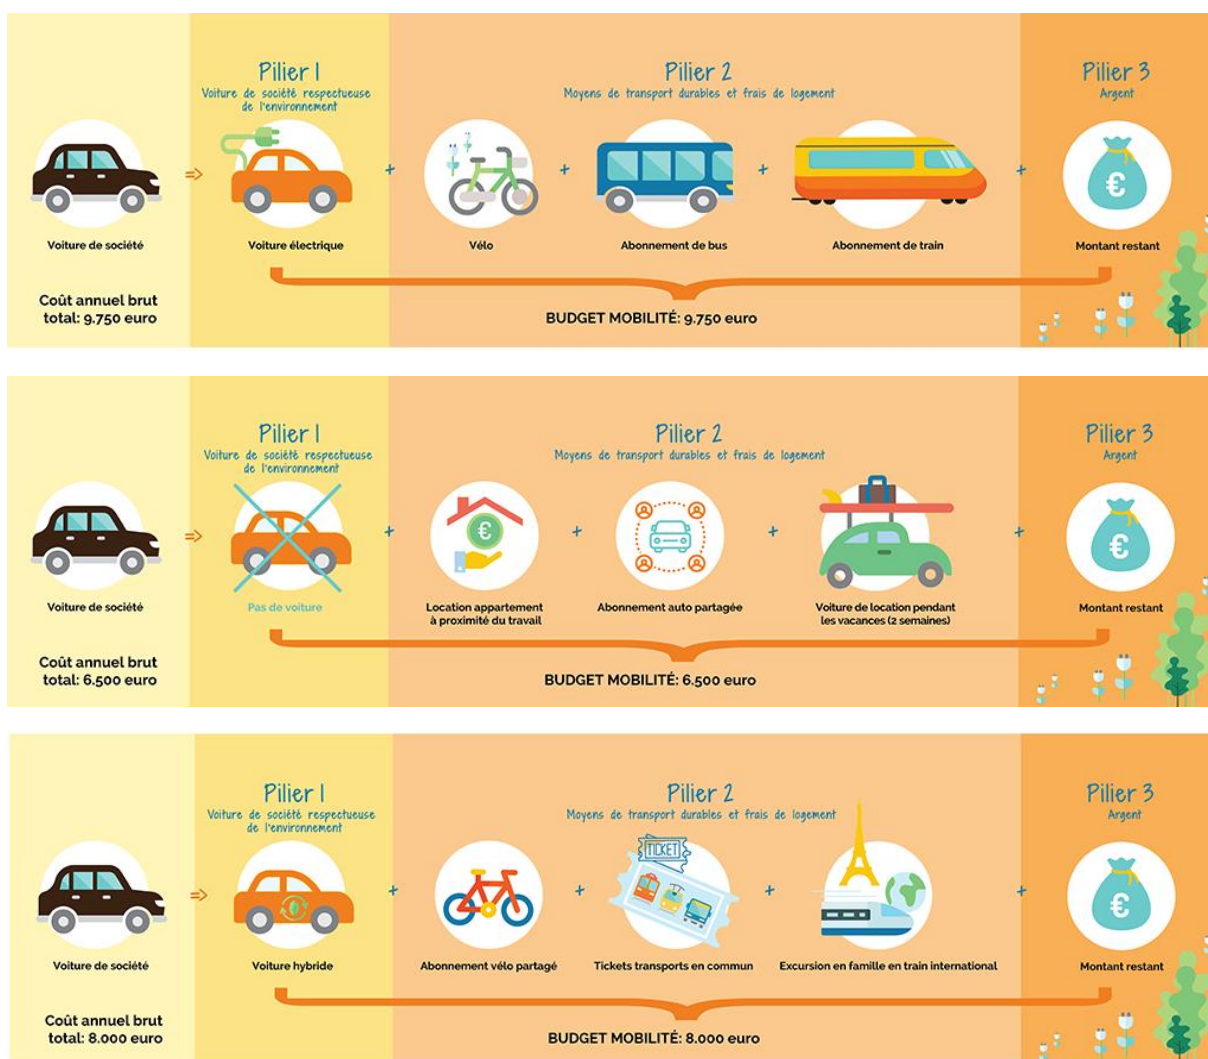 Pilier 1
Voiture de société respectueuse
de l'environnement
Pilier 2
Moyens de transport durables et frais de logement
Pilier 3
Argent
Voiture de société
Voiture électrique
Vélo
Abonnement de bus
Abonnement de train
€
Montant restant
Coût annuel brut
total: 9.750 euro
BUDGET MOBILITÉ: 9.750 euro
Pilier 1
Voiture de société respectueuse
de l'environnement
Pilier 2
Moyens de transport durables et frais de logement
Pilier 3
Argent
€
€
Voiture de société
Pas de voiture
Location appartement
à proximité du travail
Abonnement auto partagée
Voiture de location pendant
les vacances (2 semaines)
Montant restant
Coût annuel brut
total: 6.500 euro
BUDGET MOBILITÉ: 6.500 euro
Pilier 1
Voiture de société respectueuse
de l'environnement
Pilier 2
Moyens de transport durables et frais de logement
Pilier 3
Argent
TICKET
€
Voiture de société
Voiture hybride
Abonnement vélo partagé
Tickets transports en commun
Excursion en famille en train international
Montant restant
Coût annuel brut
total: 8.000 euro
BUDGET MOBILITÉ: 8.000 euro